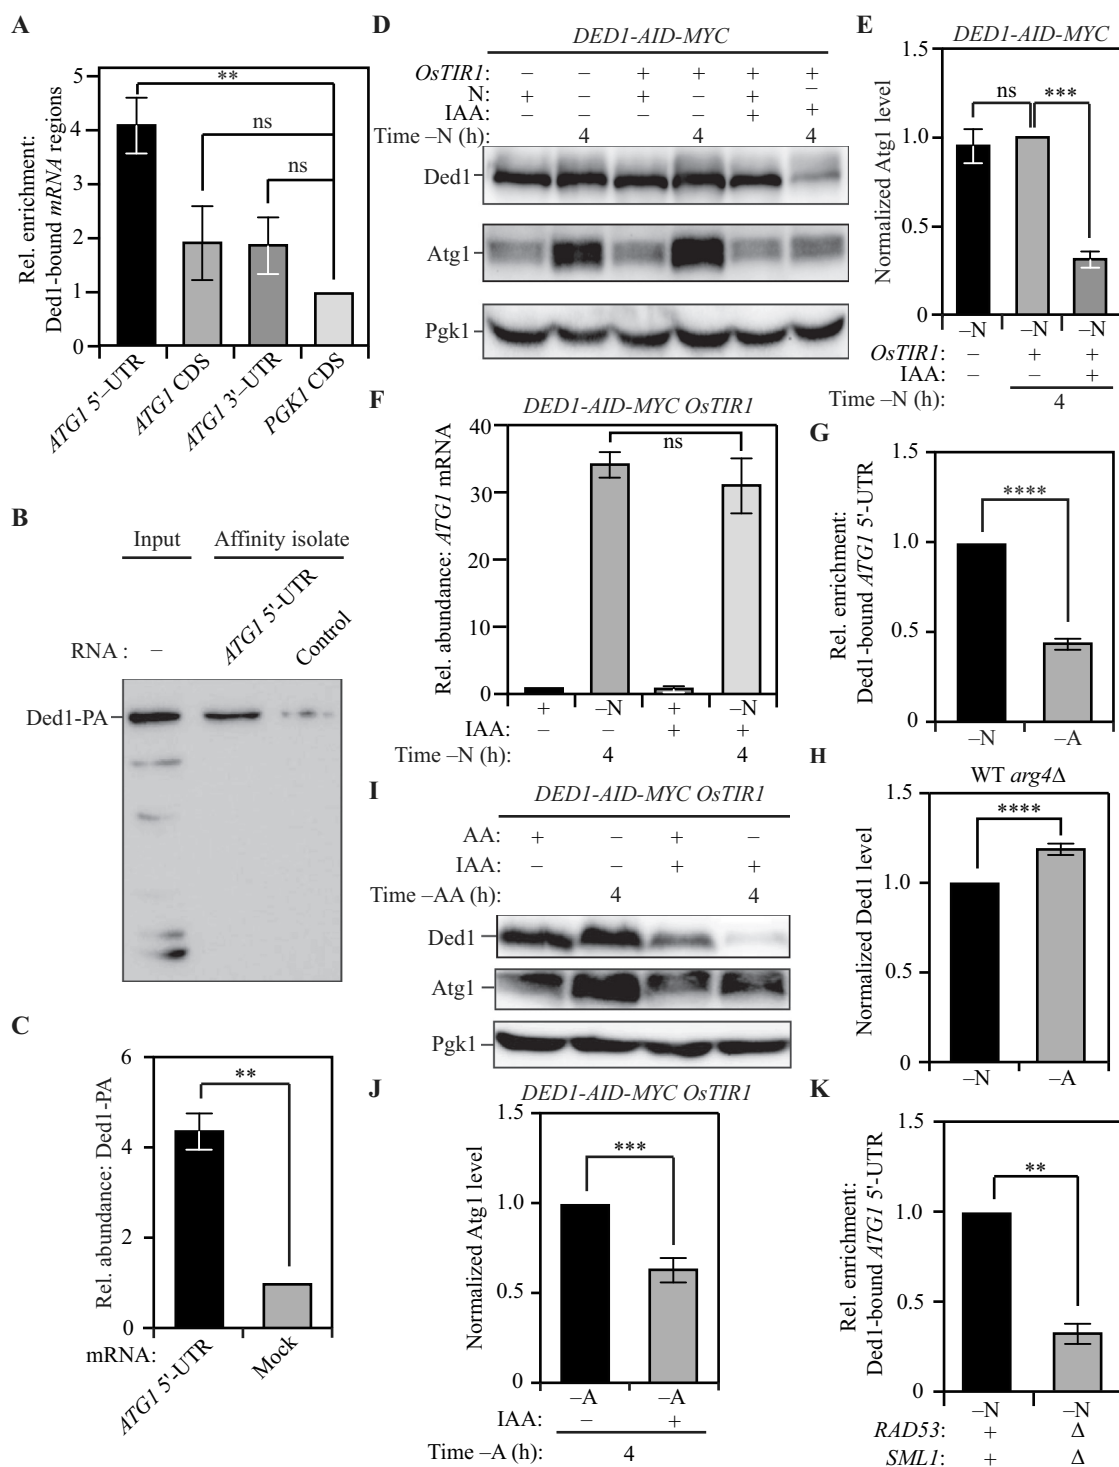 A
Rel. enrichment:
Ded1-bound mRNA regions
5
4
3
2
1
0
**
ns
ns
ATG1 5'–UTR
ATG1 CDS
ATG1 3'–UTR
PGK1 CDS
B
Input
Affinity isolate
RNA : –
ATG1 5'-UTR
Control
Ded1-PA
C
Rel. abundance: Ded1-PA
6
4
2
0
**
mRNA:
ATG1 5'-UTR
Mock
D
DED1-AID-MYC
OsTIR1: – – + + + +
N: + – + – + –
IAA: – – – – + +
Time –N (h): 4 4 4
Ded1
Atg1
Pgk1
E
DED1-AID-MYC
Normalized Atg1 level
1.5
1.0
0.5
0
ns
***
–N –N –N
OsTIR1: – + +
IAA: – – +
Time –N (h): 4
F
DED1-AID-MYC OsTIR1
Rel. abundance: ATG1 mRNA
40
30
20
10
0
ns
+ –N + –N
IAA: – – + +
Time –N (h): 4 4
G
Rel. enrichment:
Ded1-bound ATG1 5'-UTR
1.5
1.0
0.5
0
****
–N –A
H
WT arg4Δ
Normalized Ded1 level
1.5
1.0
0.5
0
****
–N –A
I
DED1-AID-MYC OsTIR1
AA: + – + –
IAA: – – + +
Time –AA (h): 4 4
Ded1
Atg1
Pgk1
J
DED1-AID-MYC OsTIR1
Normalized Atg1 level
1.5
1.0
0.5
0
***
–A –A
IAA: – +
Time –A (h): 4
K
Rel. enrichment:
Ded1-bound ATG1 5'-UTR
1.5
1.0
0.5
0
**
–N –N
RAD53: + Δ
SML1: + Δ